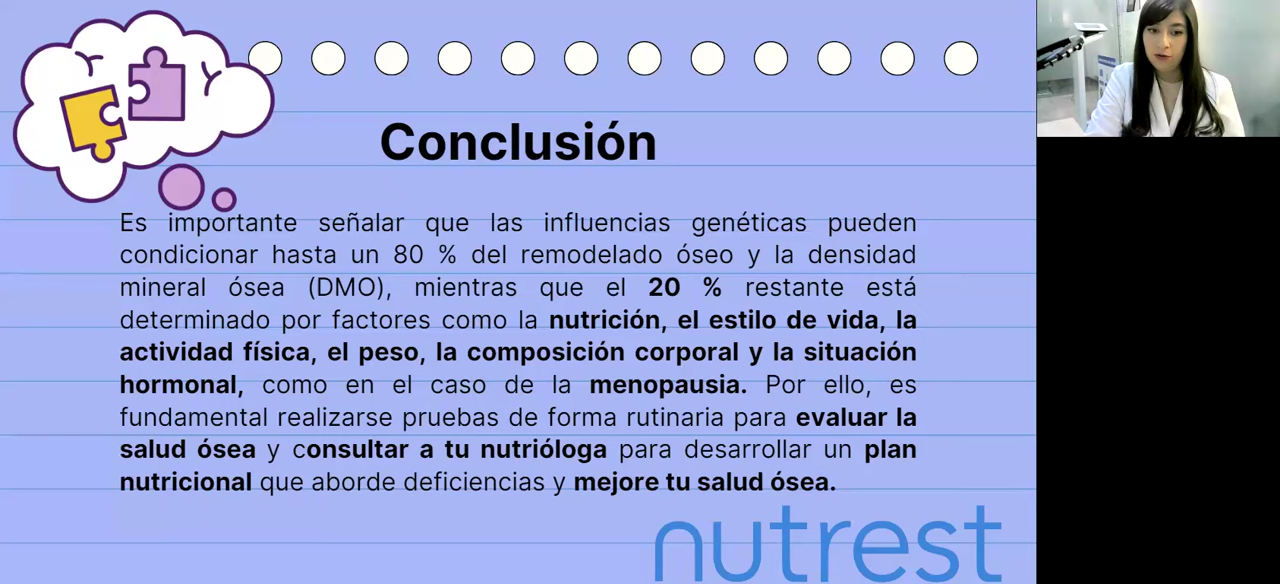 Conclusión
Es importante señalar que las influencias genéticas pueden
condicionar hasta un 80 % del remodelado óseo y la densidad
mineral ósea (DMO), mientras que el 20 % restante está
determinado por factores como la nutrición, el estilo de vida, la
actividad física, el peso, la composición corporal y la situación
hormonal, como en el caso de la menopausia. Por ello, es
fundamental realizarse pruebas de forma rutinaria para evaluar la
salud ósea y consultar a tu nutrióloga para desarrollar un plan
nutricional que aborde deficiencias y mejore tu salud ósea.
nutrest